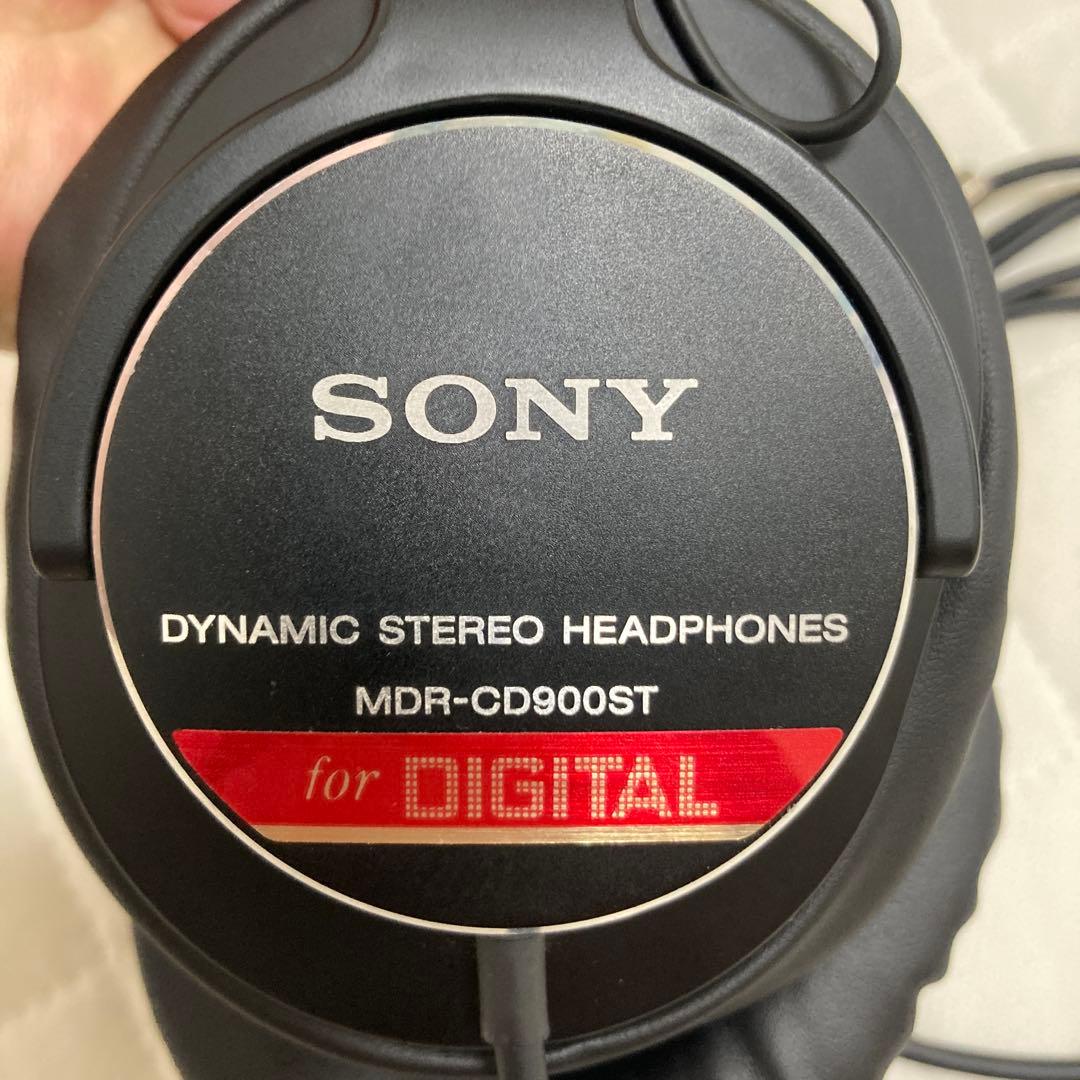 SONY
DYNAMIC STEREO HEADPHONES
MDR-CD900ST
for DIGITAL